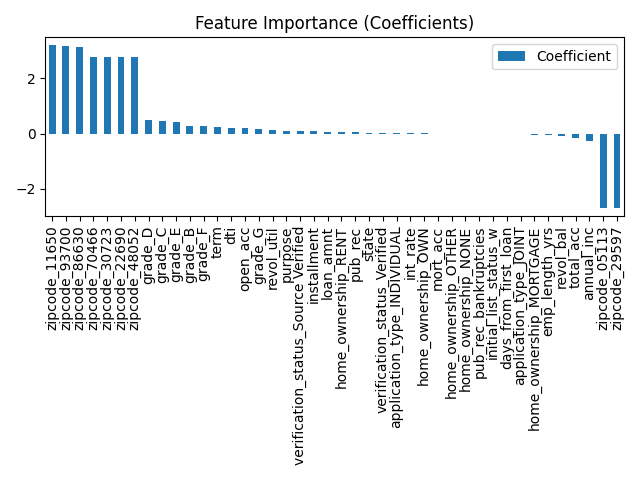 Feature Importance (Coefficients)
Coefficient
2
0
−2
zipcode_11650
zipcode_93700
zipcode_86630
zipcode_70466
zipcode_30723
zipcode_22690
zipcode_48052
grade_D
grade_C
grade_E
grade_B
grade_F
term
dti
open_acc
grade_G
revol_util
purpose
verification_status_Source Verified
installment
loan_amnt
home_ownership_RENT
pub_rec
state
verification_status_Verified
application_type_INDIVIDUAL
int_rate
home_ownership_OWN
mort_acc
home_ownership_OTHER
home_ownership_NONE
pub_rec_bankruptcies
initial_list_status_w
days_from_first_loan
application_type_JOINT
home_ownership_MORTGAGE
emp_length_yrs
revol_bal
total_acc
annual_inc
zipcode_05113
zipcode_29597